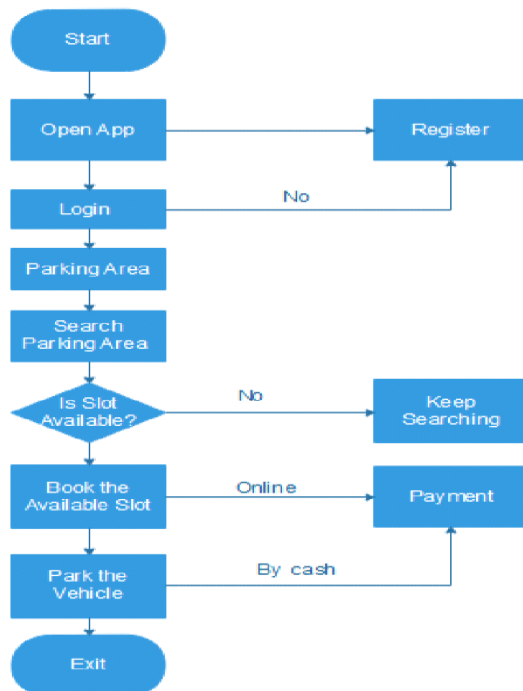 Start
Open App
Register
Login
No
Parking Area
Search
Parking Area
Is Slot
Available?
No
Keep
Searching
Book the
Available Slot
Online
Payment
Park the
Vehicle
By cash
Exit